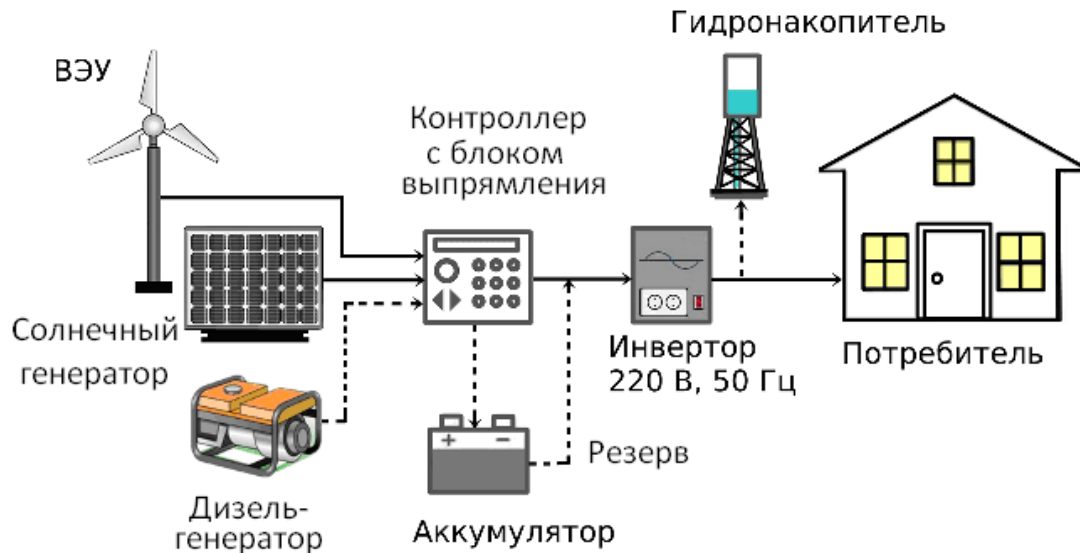 Гидронакопитель
ВЭУ
Контроллер
с блоком
выпрямления
Солнечный
генератор
Инвертор
220 В, 50 Гц
Потребитель
+ −
Резерв
Дизель-
генератор
Аккумулятор